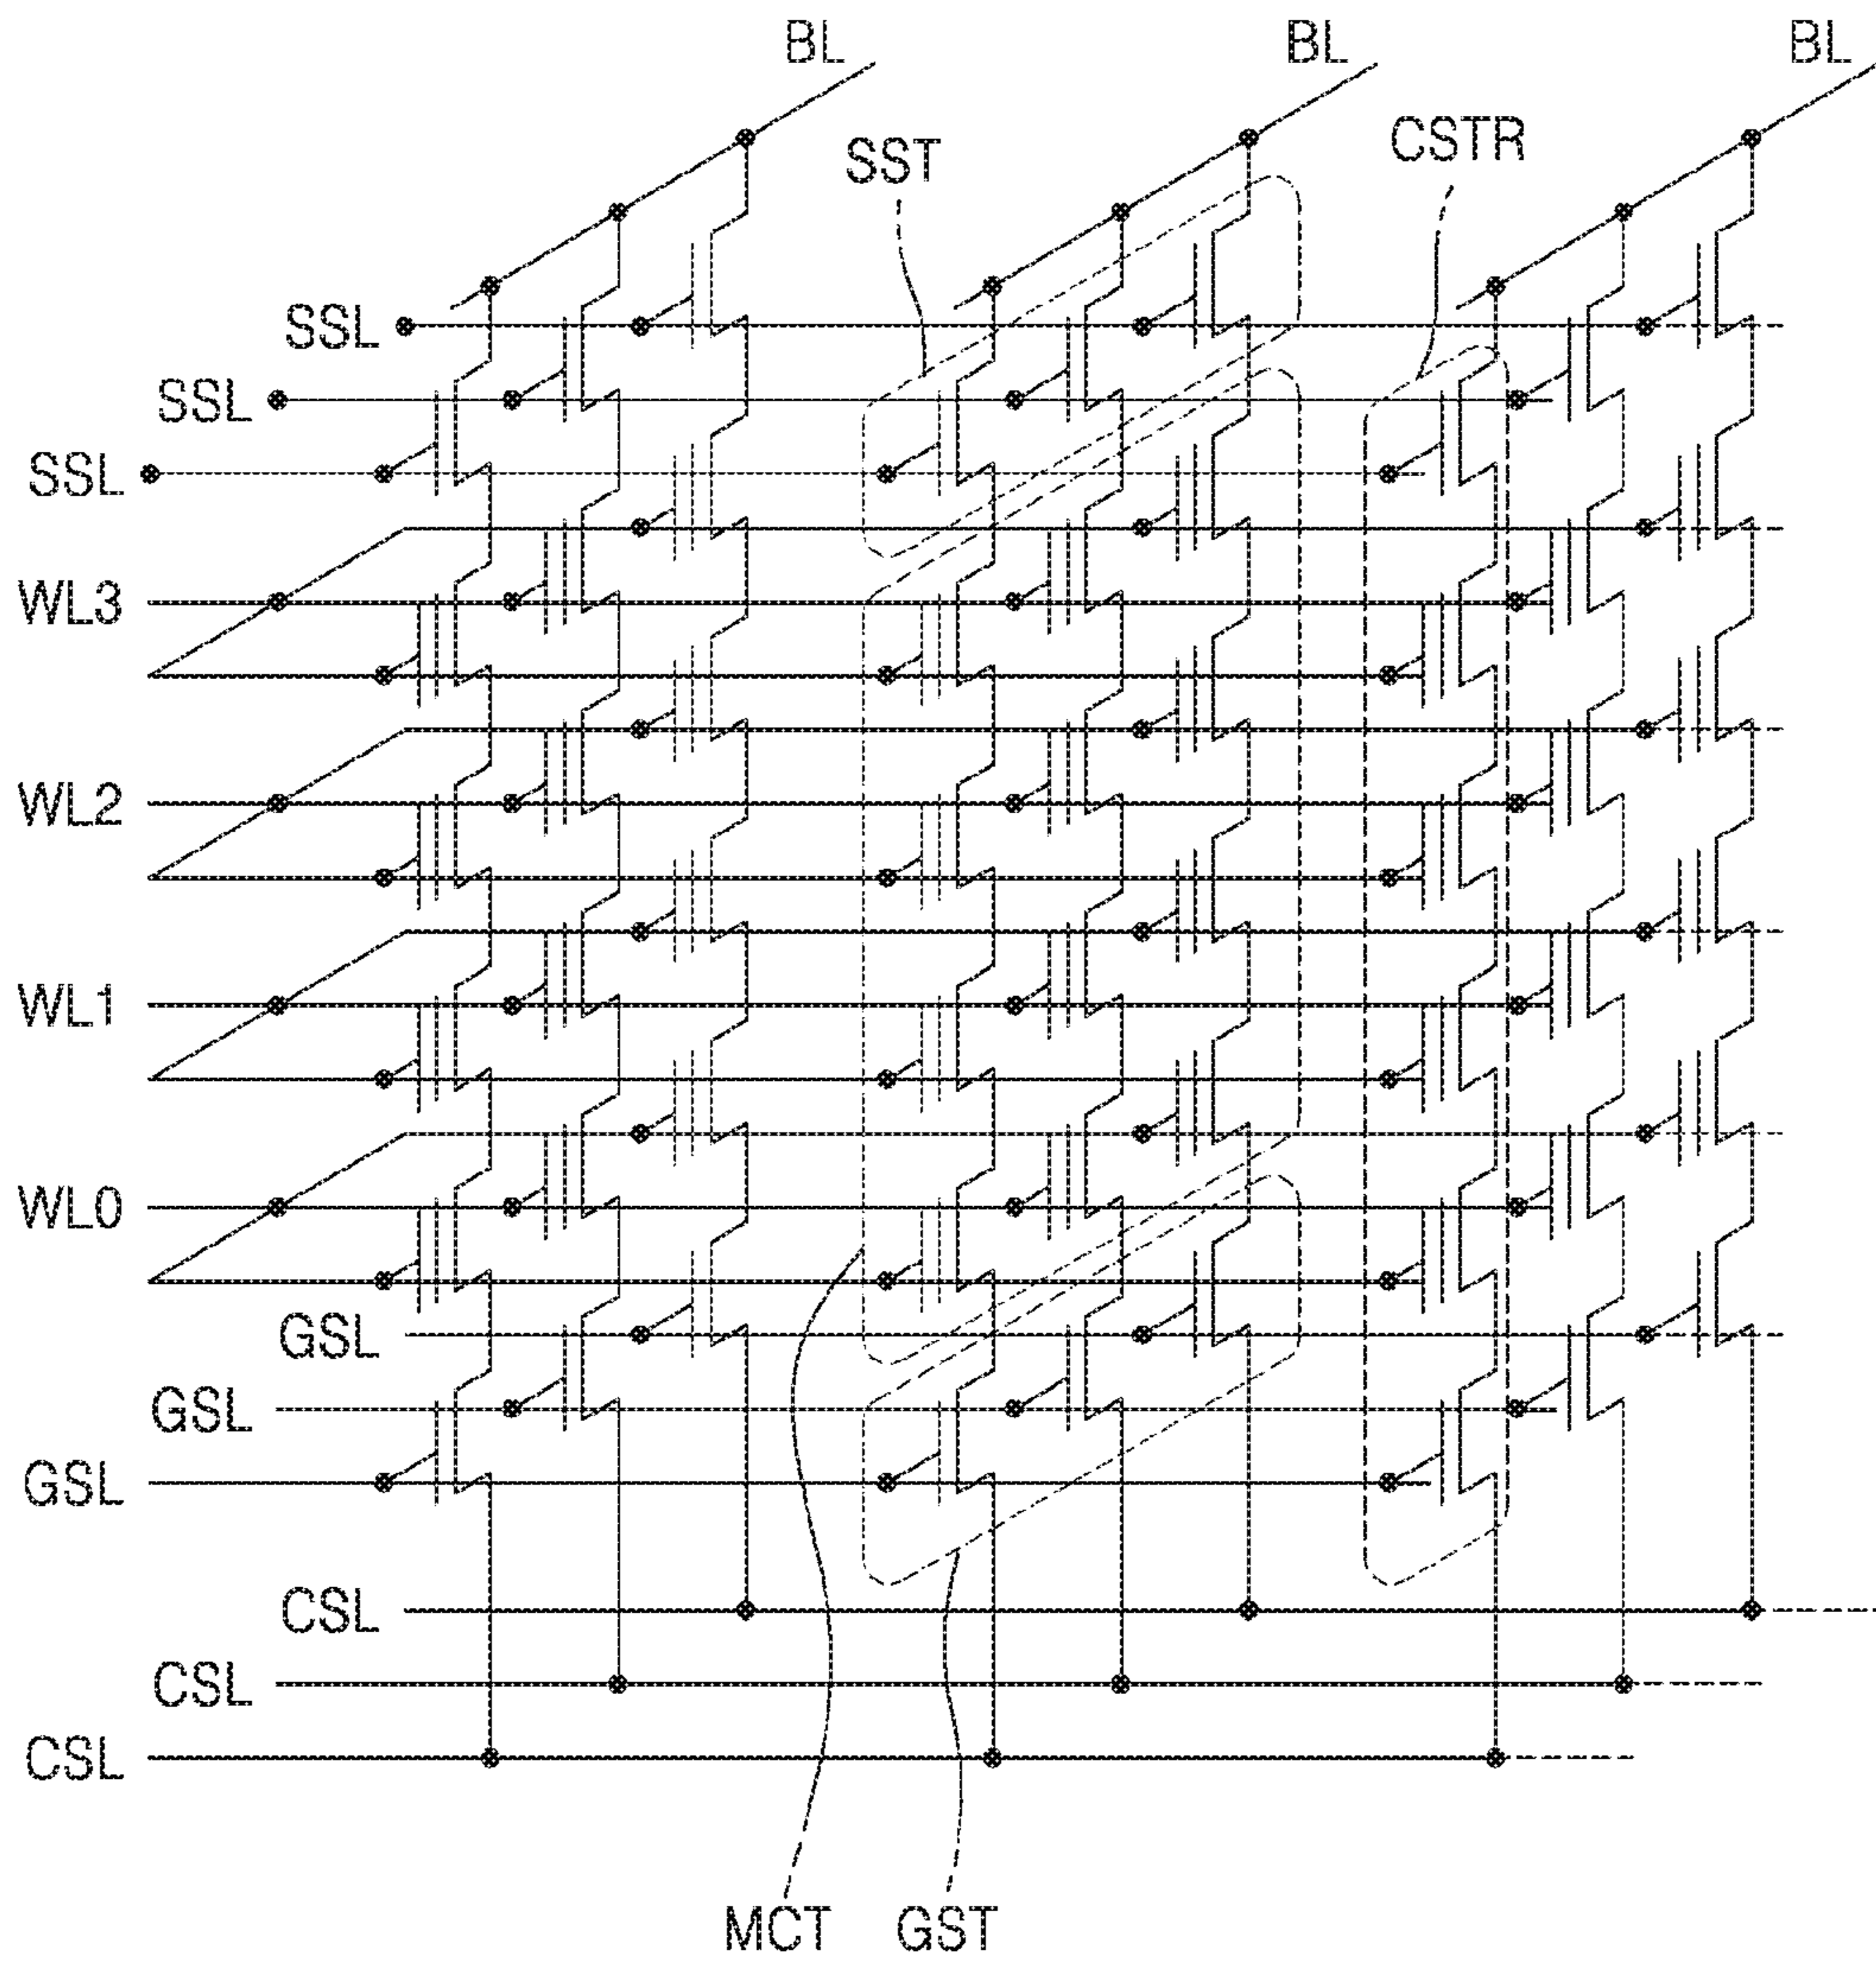 BL BL BL
SST CSTR
SSL
SSL
SSL
WL3
WL2
WL1
WL0
GSL
GSL
GSL
CSL
CSL
CSL
MCT GST